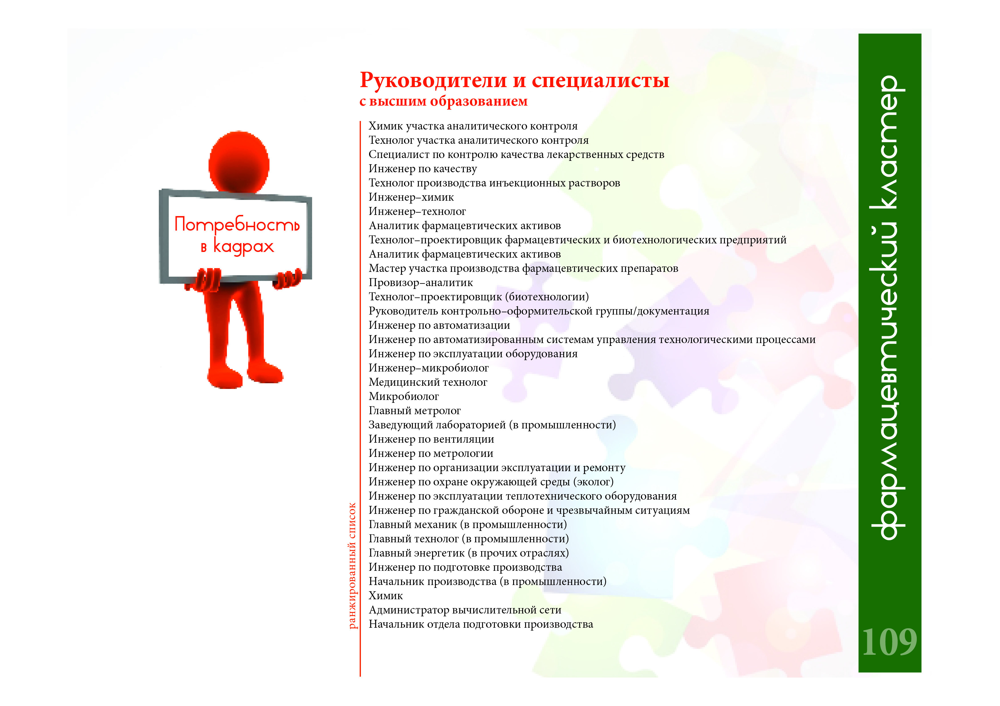 Руководители и специалисты
с высшим образованием
Потребность
в кадрах
Химик участка аналитического контроля
Технолог участка аналитического контроля
Специалист по контролю качества лекарственных средств
Инженер по качеству
Технолог производства инъекционных растворов
Инженер–химик
Инженер–технолог
Аналитик фармацевтических активов
Технолог–проектировщик фармацевтических и биотехнологических предприятий
Аналитик фармацевтических активов
Мастер участка производства фармацевтических препаратов
Провизор–аналитик
Технолог–проектировщик (биотехнологии)
Руководитель контрольно–оформительской группы/документация
Инженер по автоматизации
Инженер по автоматизированным системам управления технологическими процессами
Инженер по эксплуатации оборудования
Инженер–микробиолог
Медицинский технолог
Микробиолог
Главный метролог
Заведующий лабораторией (в промышленности)
Инженер по вентиляции
Инженер по метрологии
Инженер по организации эксплуатации и ремонту
Инженер по охране окружающей среды (эколог)
Инженер по эксплуатации теплотехнического оборудования
Инженер по гражданской обороне и чрезвычайным ситуациям
Главный механик (в промышленности)
Главный технолог (в промышленности)
Главный энергетик (в прочих отраслях)
Инженер по подготовке производства
Начальник производства (в промышленности)
Химик
Администратор вычислительной сети
Начальник отдела подготовки производства
ранжированный список
фармацевтический кластер
109